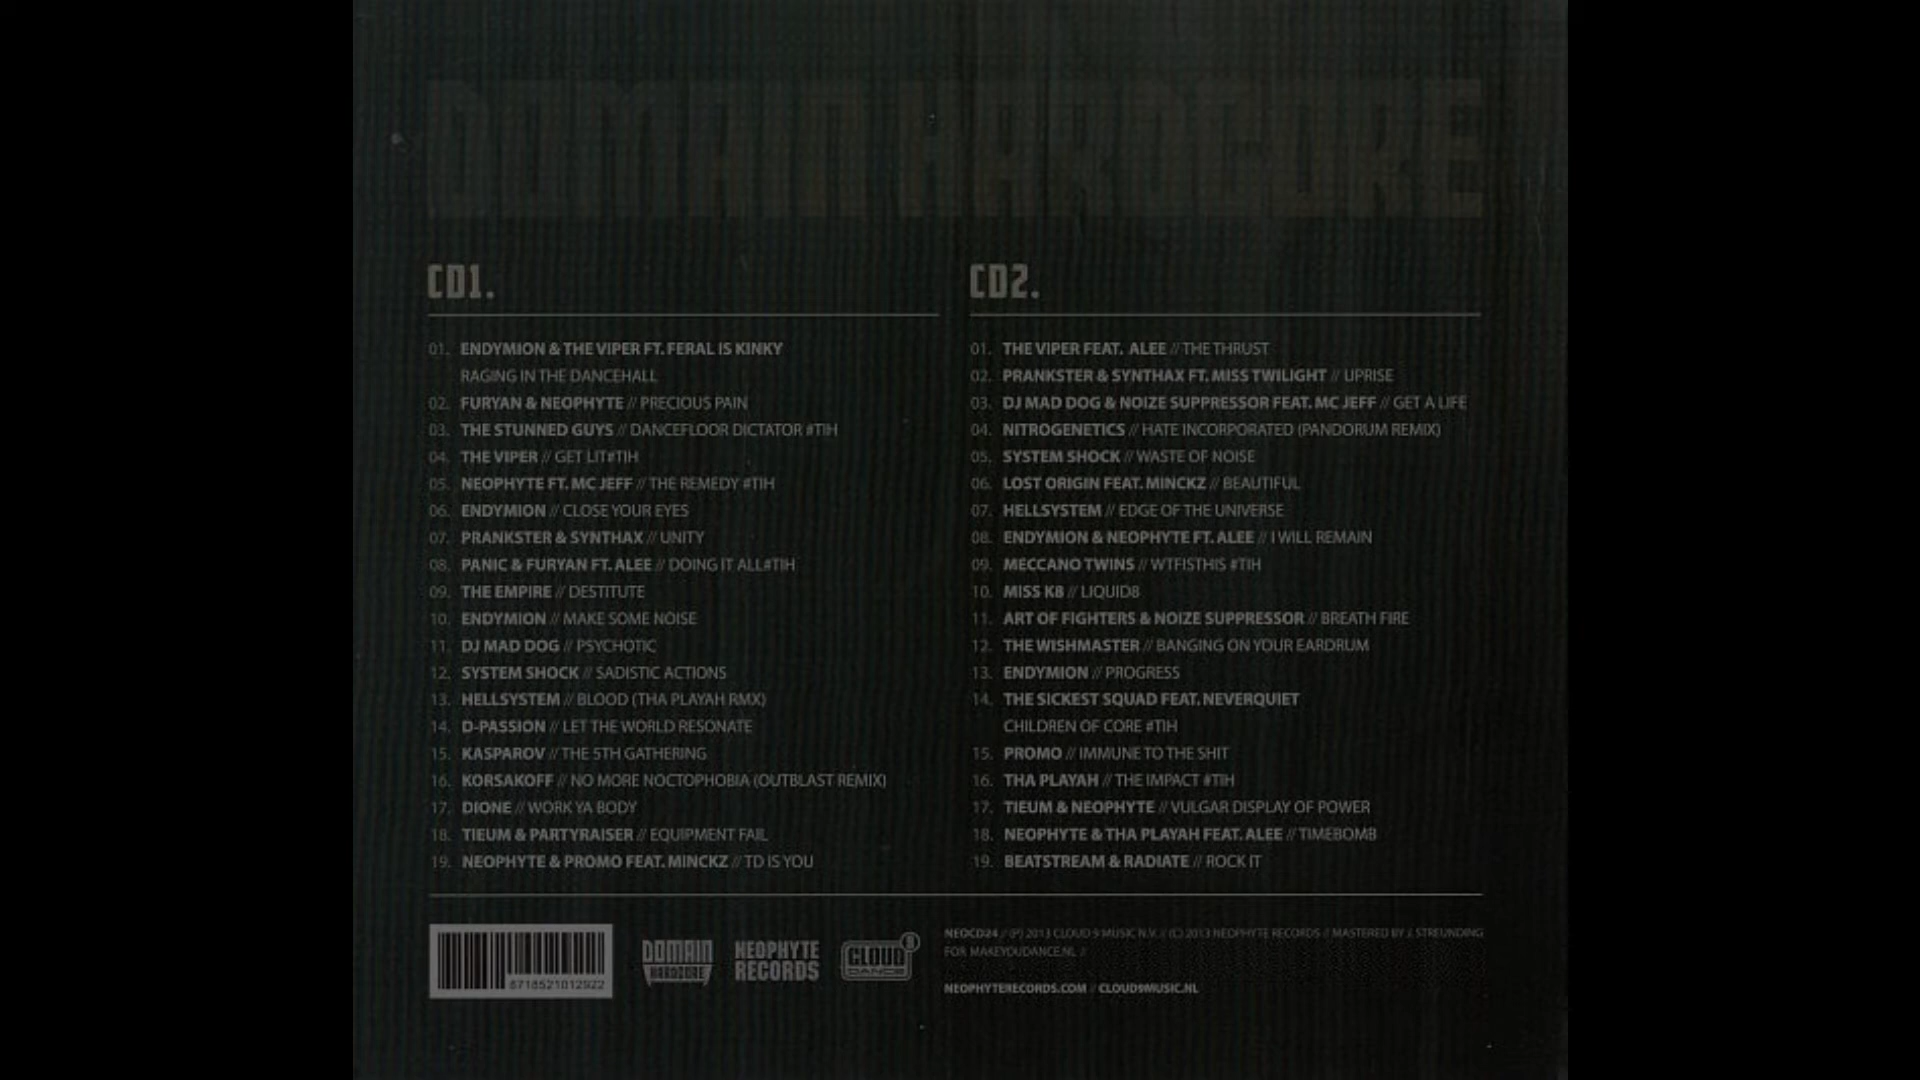 DOMAIN HARDCORE
CD1.
01. ENDYMION & THE VIPER FT. FERAL IS KINKY
RAGING IN THE DANCEHALL
02. FURYAN & NEOPHYTE // PRECIOUS PAIN
03. THE STUNNED GUYS // DANCEFLOOR DICTATOR #TIH
04. THE VIPER // GET LIT#TIH
05. NEOPHYTE FT. MC JEFF // THE REMEDY #TIH
06. ENDYMION // CLOSE YOUR EYES
07. PRANKSTER & SYNTHAX // UNITY
08. PANIC & FURYAN FT. ALEE // DOING IT ALL#TIH
09. THE EMPIRE // DESTITUTE
10. ENDYMION // MAKE SOME NOISE
11. DJ MAD DOG // PSYCHOTIC
12. SYSTEM SHOCK // SADISTIC ACTIONS
13. HELLSYSTEM // BLOOD (THA PLAYAH RMX)
14. D-PASSION // LET THE WORLD RESONATE
15. KASPAROV // THE 5TH GATHERING
16. KORSAKOFF // NO MORE NOCTOPHOBIA (OUTBLAST REMIX)
17. DIONE // WORK YA BODY
18. TIEUM & PARTYRAISER // EQUIPMENT FAIL
19. NEOPHYTE & PROMO FEAT. MINCKZ // TD IS YOU
CD2.
01. THE VIPER FEAT. ALEE // THE THRUST
02. PRANKSTER & SYNTHAX FT. MISS TWILIGHT // UPRISE
03. DJ MAD DOG & NOIZE SUPPRESSOR FEAT. MC JEFF // GET A LIFE
04. NITROGENETICS // HATE INCORPORATED (PANDORUM REMIX)
05. SYSTEM SHOCK // WASTE OF NOISE
06. LOST ORIGIN FEAT. MINCKZ // BEAUTIFUL
07. HELLSYSTEM // EDGE OF THE UNIVERSE
08. ENDYMION & NEOPHYTE FT. ALEE // I WILL REMAIN
09. MECCANO TWINS // WTFISTHIS #TIH
10. MISS K8 // LIQUID8
11. ART OF FIGHTERS & NOIZE SUPPRESSOR // BREATH FIRE
12. THE WISHMASTER // BANGING ON YOUR EARDRUM
13. ENDYMION // PROGRESS
14. THE SICKEST SQUAD FEAT. NEVERQUIET
CHILDREN OF CORE #TIH
15. PROMO // IMMUNE TO THE SHIT
16. THA PLAYAH // THE IMPACT #TIH
17. TIEUM & NEOPHYTE // VULGAR DISPLAY OF POWER
18. NEOPHYTE & THA PLAYAH FEAT. ALEE // TIMEBOMB
19. BEATSTREAM & RADIATE // ROCK IT
8718521012922
DOMAIN
HARDCORE
NEOPHYTE
RECORDS
CLOUD 9
DANCE
NEOCD24 // (P) 2013 CLOUD 9 MUSIC N.V. // (C) 2013 NEOPHYTE RECORDS // MASTERED BY J. STREUNDING
FOR MAKEYOUDANCE.NL //
NEOPHYTERECORDS.COM // CLOUD9MUSIC.NL